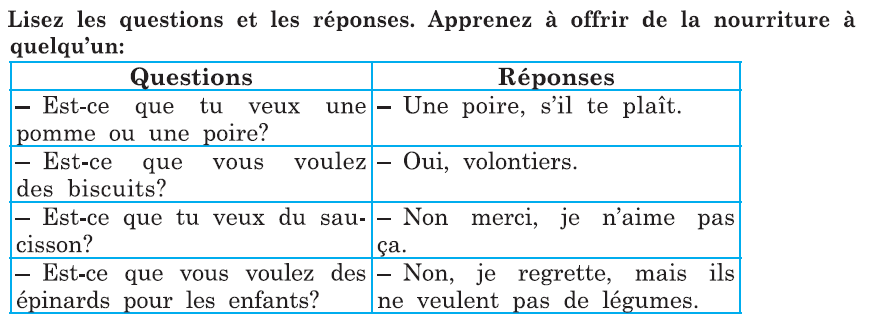 Lisez les questions et les réponses. Apprenez à offrir de la nourriture à
quelqu'un:
Questions
Réponses
– Est-ce que tu veux une
pomme ou une poire?
– Une poire, s'il te plaît.
– Est-ce que vous voulez
des biscuits?
– Oui, volontiers.
– Est-ce que tu veux du sau-
cisson?
– Non merci, je n'aime pas
ça.
– Est-ce que vous voulez des
épinards pour les enfants?
– Non, je regrette, mais ils
ne veulent pas de légumes.